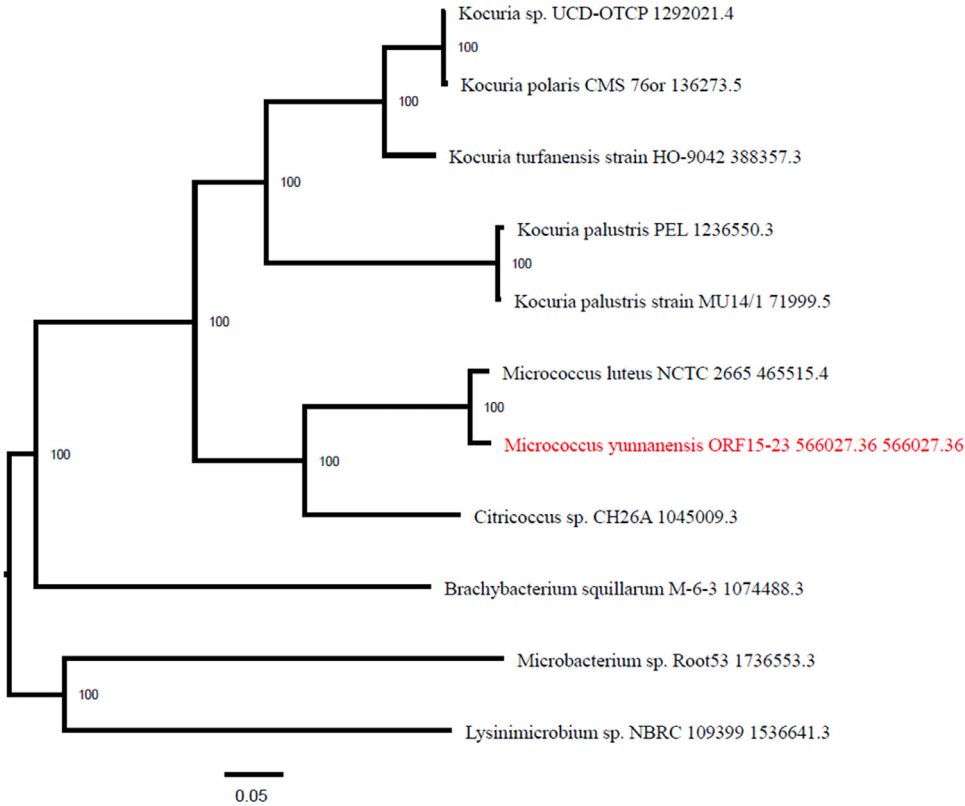 Kocuria sp. UCD-OTCP 1292021.4
100
Kocuria polaris CMS 76or 136273.5
100
Kocuria turfanensis strain HO-9042 388357.3
100
Kocuria palustris PEL 1236550.3
100
Kocuria palustris strain MU14/1 71999.5
100
Micrococcus luteus NCTC 2665 465515.4
100
Micrococcus yunnanensis ORF15-23 566027.36 566027.36
100
100
Citricoccus sp. CH26A 1045009.3
Brachybacterium squillarum M-6-3 1074488.3
Microbacterium sp. Root53 1736553.3
100
Lysinimicrobium sp. NBRC 109399 1536641.3
0.05